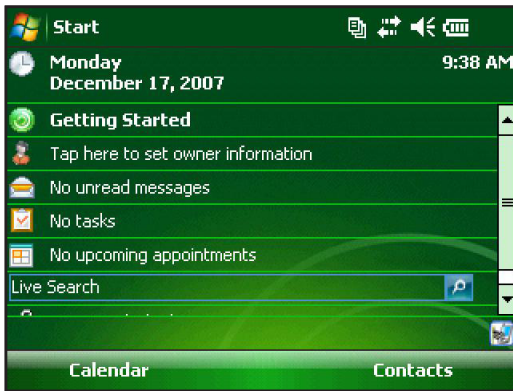 Start
Monday
9:38 AM
December 17, 2007
Getting Started
Tap here to set owner information
No unread messages
No tasks
No upcoming appointments
Live Search
Calendar
Contacts